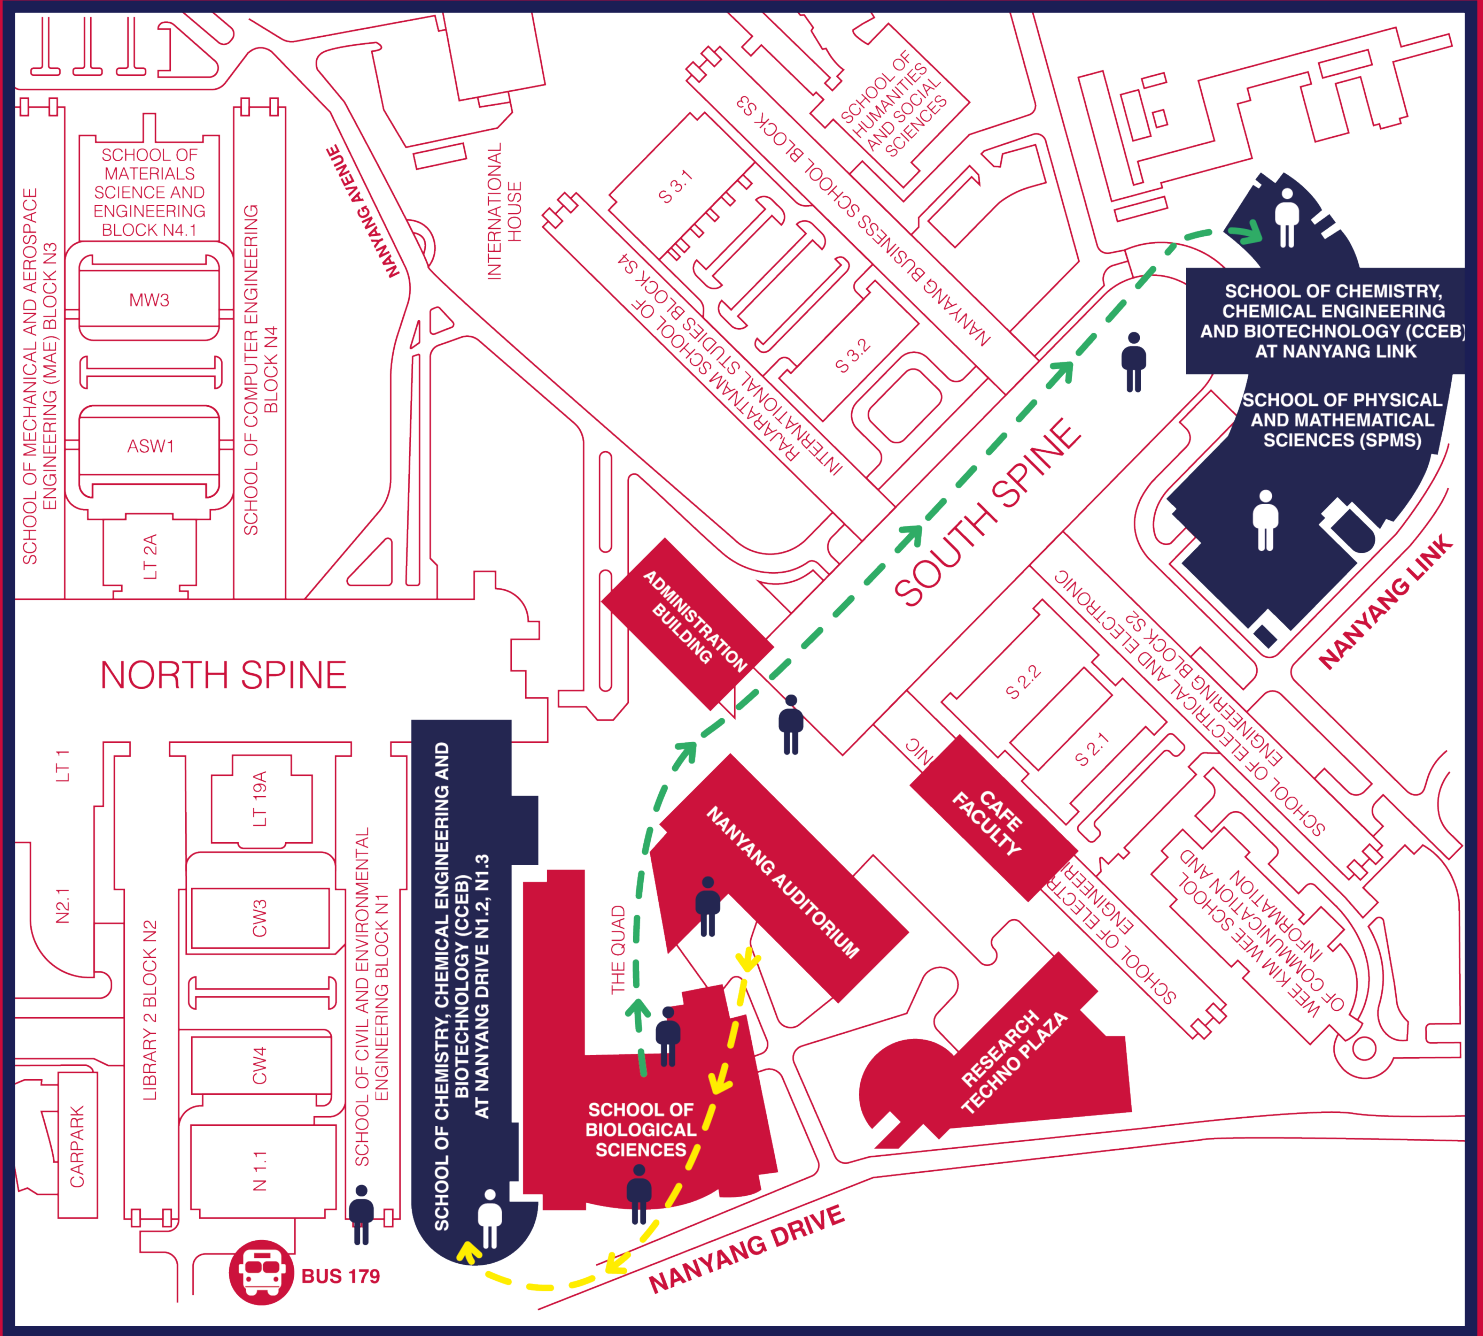 SCHOOL OF
MATERIALS
SCIENCE AND
ENGINEERING
BLOCK N4.1
MW3
ASW1
LT 2A
SCHOOL OF MECHANICAL AND AEROSPACE
ENGINEERING (MAE) BLOCK N3
SCHOOL OF COMPUTER ENGINEERING
BLOCK N4
NANYANG AVENUE
INTERNATIONAL
HOUSE
SCHOOL OF
HUMANITIES
AND SOCIAL
SCIENCES
NANYANG BUSINESS SCHOOL BLOCK S3
S 3.1
S 3.2
RAJARATNAM SCHOOL OF
INTERNATIONAL STUDIES BLOCK S4
SCHOOL OF CHEMISTRY,
CHEMICAL ENGINEERING
AND BIOTECHNOLOGY (CCEB)
AT NANYANG LINK
SCHOOL OF PHYSICAL
AND MATHEMATICAL
SCIENCES (SPMS)
NANYANG LINK
SOUTH SPINE
ADMINISTRATION
BUILDING
NORTH SPINE
SCHOOL OF ELECTRICAL AND ELECTRONIC
ENGINEERING BLOCK S2
S 2.2
S 2.1
NIC
CAFE
FACULTY
SCHOOL OF ELECTR
ENGINEERI
WEE KIM WEE SCHOOL
OF COMMUNICATION AND
INFORMATION
LT 1
N2.1
LT 19A
CW3
CW4
N 1.1
LIBRARY 2 BLOCK N2
SCHOOL OF CIVIL AND ENVIRONMENTAL
ENGINEERING BLOCK N1
CARPARK
SCHOOL OF CHEMISTRY, CHEMICAL ENGINEERING AND
BIOTECHNOLOGY (CCEB)
AT NANYANG DRIVE N1.2, N1.3
THE QUAD
NANYANG AUDITORIUM
RESEARCH
TECHNO PLAZA
SCHOOL OF
BIOLOGICAL
SCIENCES
NANYANG DRIVE
BUS 179